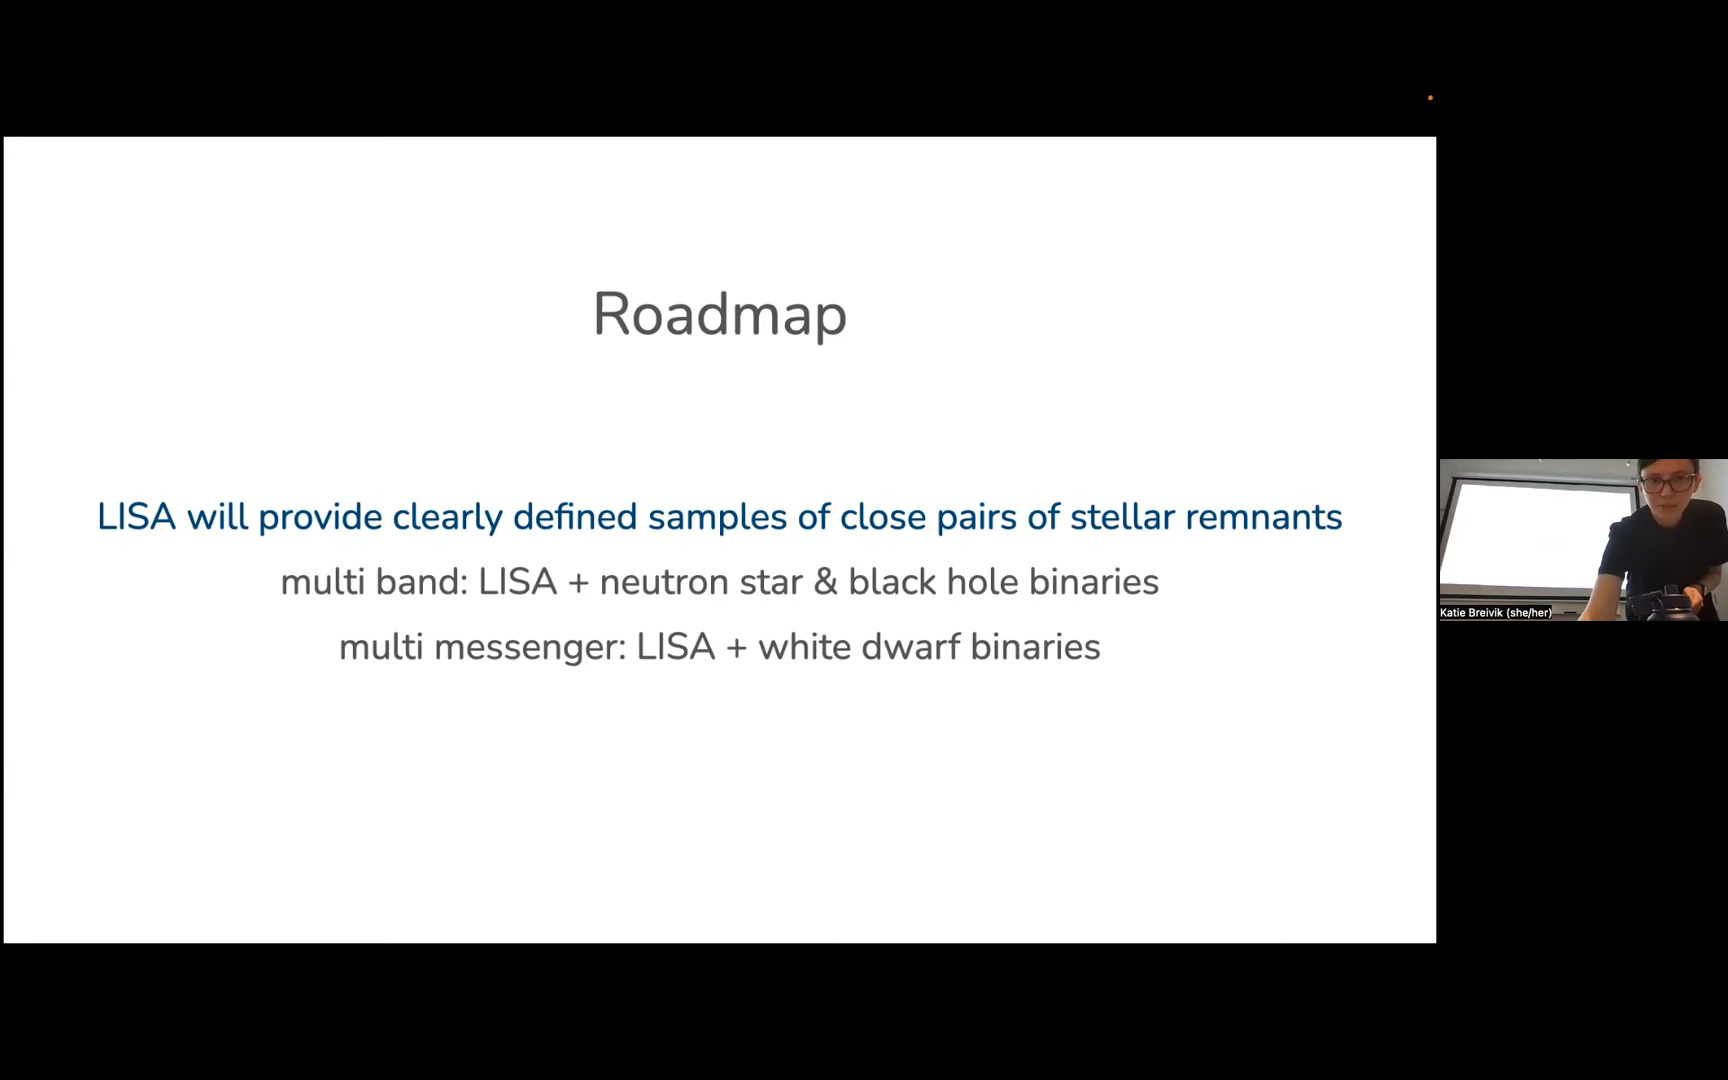 Roadmap
LISA will provide clearly defined samples of close pairs of stellar remnants
multi band: LISA + neutron star & black hole binaries
multi messenger: LISA + white dwarf binaries
Katie Breivik (she/her)